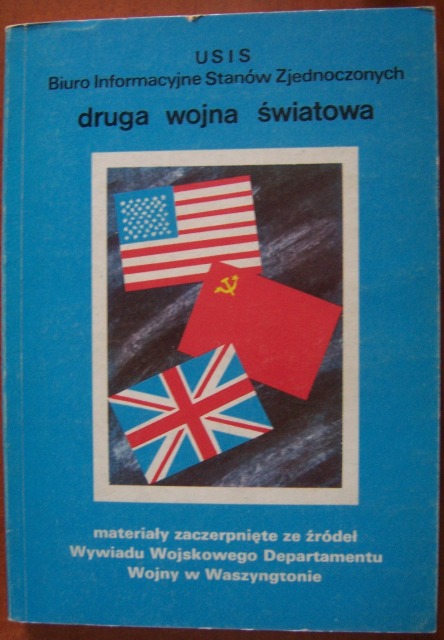 USIS
Biuro Informacyjne Stanów Zjednoczonych
druga wojna światowa
materiały zaczerpnięte ze źródeł
Wywiadu Wojskowego Departamentu
Wojny w Waszyngtonie